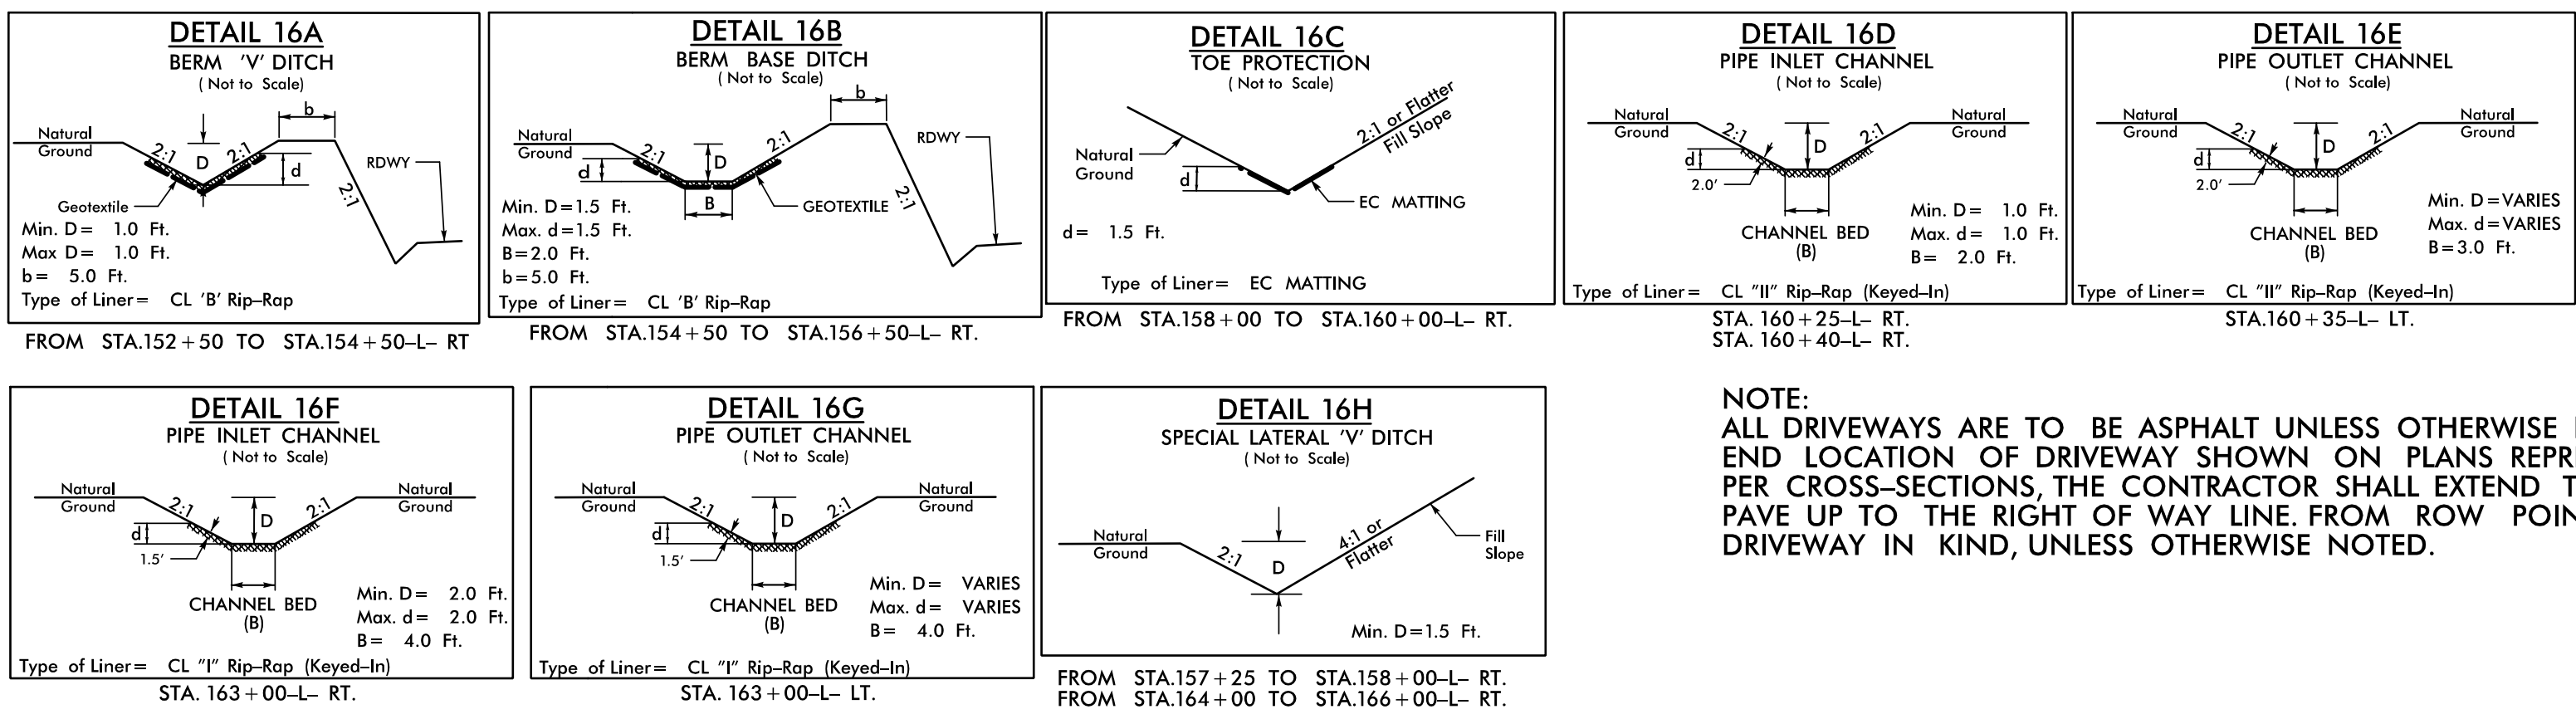 DETAIL 16A
BERM 'V' DITCH
( Not to Scale)
b
Natural
Ground
2:1
D
2:1
d
RDWY
2:1
Geotextile
Min. D= 1.0 Ft.
Max D= 1.0 Ft.
b= 5.0 Ft.
Type of Liner= CL 'B' Rip-Rap
FROM STA.152+50 TO STA.154+50-L- RT
DETAIL 16B
BERM BASE DITCH
( Not to Scale)
b
Natural
Ground
2:1
D
2:1
d
RDWY
2:1
B
GEOTEXTILE
Min. D=1.5 Ft.
Max. d=1.5 Ft.
B=2.0 Ft.
b=5.0 Ft.
Type of Liner= CL 'B' Rip-Rap
FROM STA.154+50 TO STA.156+50-L- RT.
DETAIL 16C
TOE PROTECTION
( Not to Scale)
2:1 or Flatter
Fill Slope
Natural
Ground
d
EC MATTING
d= 1.5 Ft.
Type of Liner= EC MATTING
FROM STA.158+00 TO STA.160+00-L- RT.
DETAIL 16D
PIPE INLET CHANNEL
( Not to Scale)
Natural
Ground
2:1
D
2:1
Natural
Ground
d
2.0'
CHANNEL BED
(B)
Min. D= 1.0 Ft.
Max. d= 1.0 Ft.
B= 2.0 Ft.
Type of Liner= CL "II" Rip-Rap (Keyed-In)
STA. 160+25-L- RT.
STA. 160+40-L- RT.
DETAIL 16E
PIPE OUTLET CHANNEL
( Not to Scale)
Natural
Ground
2:1
D
2:1
Natural
Ground
d
2.0'
CHANNEL BED
(B)
Min. D=VARIES
Max. d=VARIES
B=3.0 Ft.
Type of Liner= CL "II" Rip-Rap (Keyed-In)
STA.160+35-L- LT.
DETAIL 16F
PIPE INLET CHANNEL
( Not to Scale)
Natural
Ground
2:1
D
2:1
Natural
Ground
d
1.5'
CHANNEL BED
(B)
Min. D= 2.0 Ft.
Max. d= 2.0 Ft.
B= 4.0 Ft.
Type of Liner= CL "I" Rip-Rap (Keyed-In)
STA. 163+00-L- RT.
DETAIL 16G
PIPE OUTLET CHANNEL
( Not to Scale)
Natural
Ground
2:1
D
2:1
Natural
Ground
d
1.5'
CHANNEL BED
(B)
Min. D= VARIES
Max. d= VARIES
B= 4.0 Ft.
Type of Liner= CL "I" Rip-Rap (Keyed-In)
STA. 163+00-L- LT.
DETAIL 16H
SPECIAL LATERAL 'V' DITCH
( Not to Scale)
Natural
Ground
2:1
D
4:1 or
Flatter
Fill
Slope
Min. D=1.5 Ft.
FROM STA.157+25 TO STA.158+00-L- RT.
FROM STA.164+00 TO STA.166+00-L- RT.
NOTE:
ALL DRIVEWAYS ARE TO BE ASPHALT UNLESS OTHERWISE
END LOCATION OF DRIVEWAY SHOWN ON PLANS
PER CROSS-SECTIONS, THE CONTRACTOR SHALL EXTEND
PAVE UP TO THE RIGHT OF WAY LINE. FROM ROW
DRIVEWAY IN KIND, UNLESS OTHERWISE NOTED.